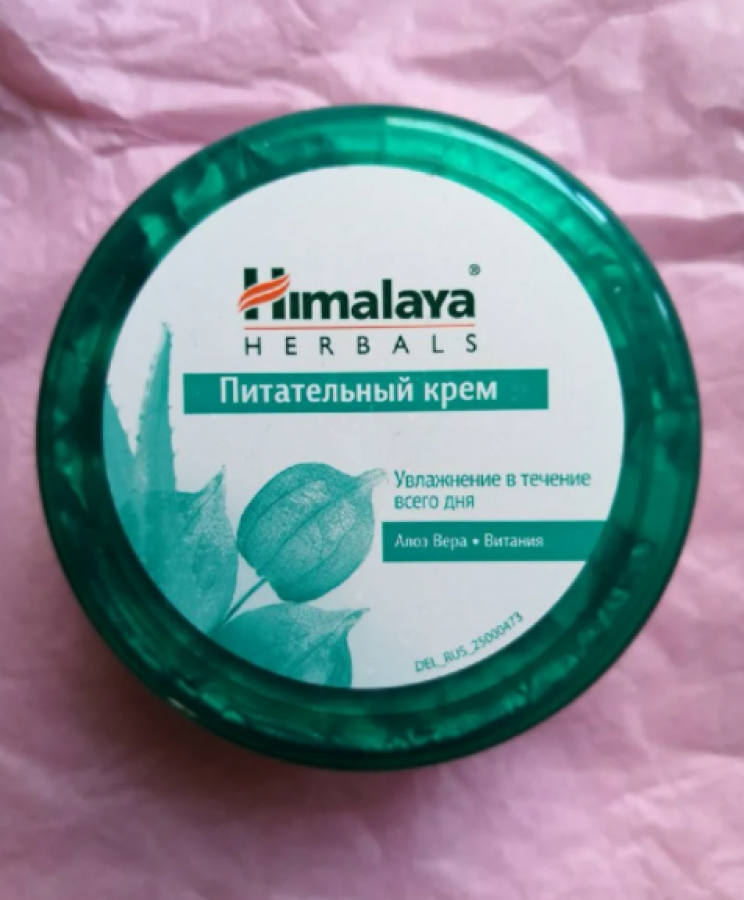 Himalaya®
HERBALS
Питательный крем
Увлажнение в течение
всего дня
Алоэ Вера • Витания
DEL_RUS_25000473